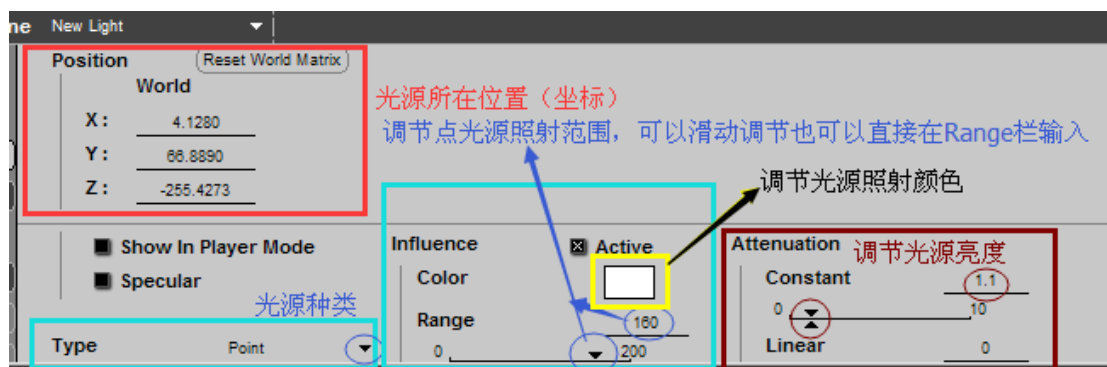 ne New Light
Position Reset World Matrix
World
光源所在位置（坐标）
X : 4.1280
调节点光源照射范围，可以滑动调节也可以直接在Range栏输入
Y : 66.8890
调节光源照射颜色
Z : -255.4273
Show In Player Mode
Influence
Active
Attenuation 调节光源亮度
Specular
Color
Constant 1.1
光源种类
0 10
Range 160
Type Point
0 200
Linear 0